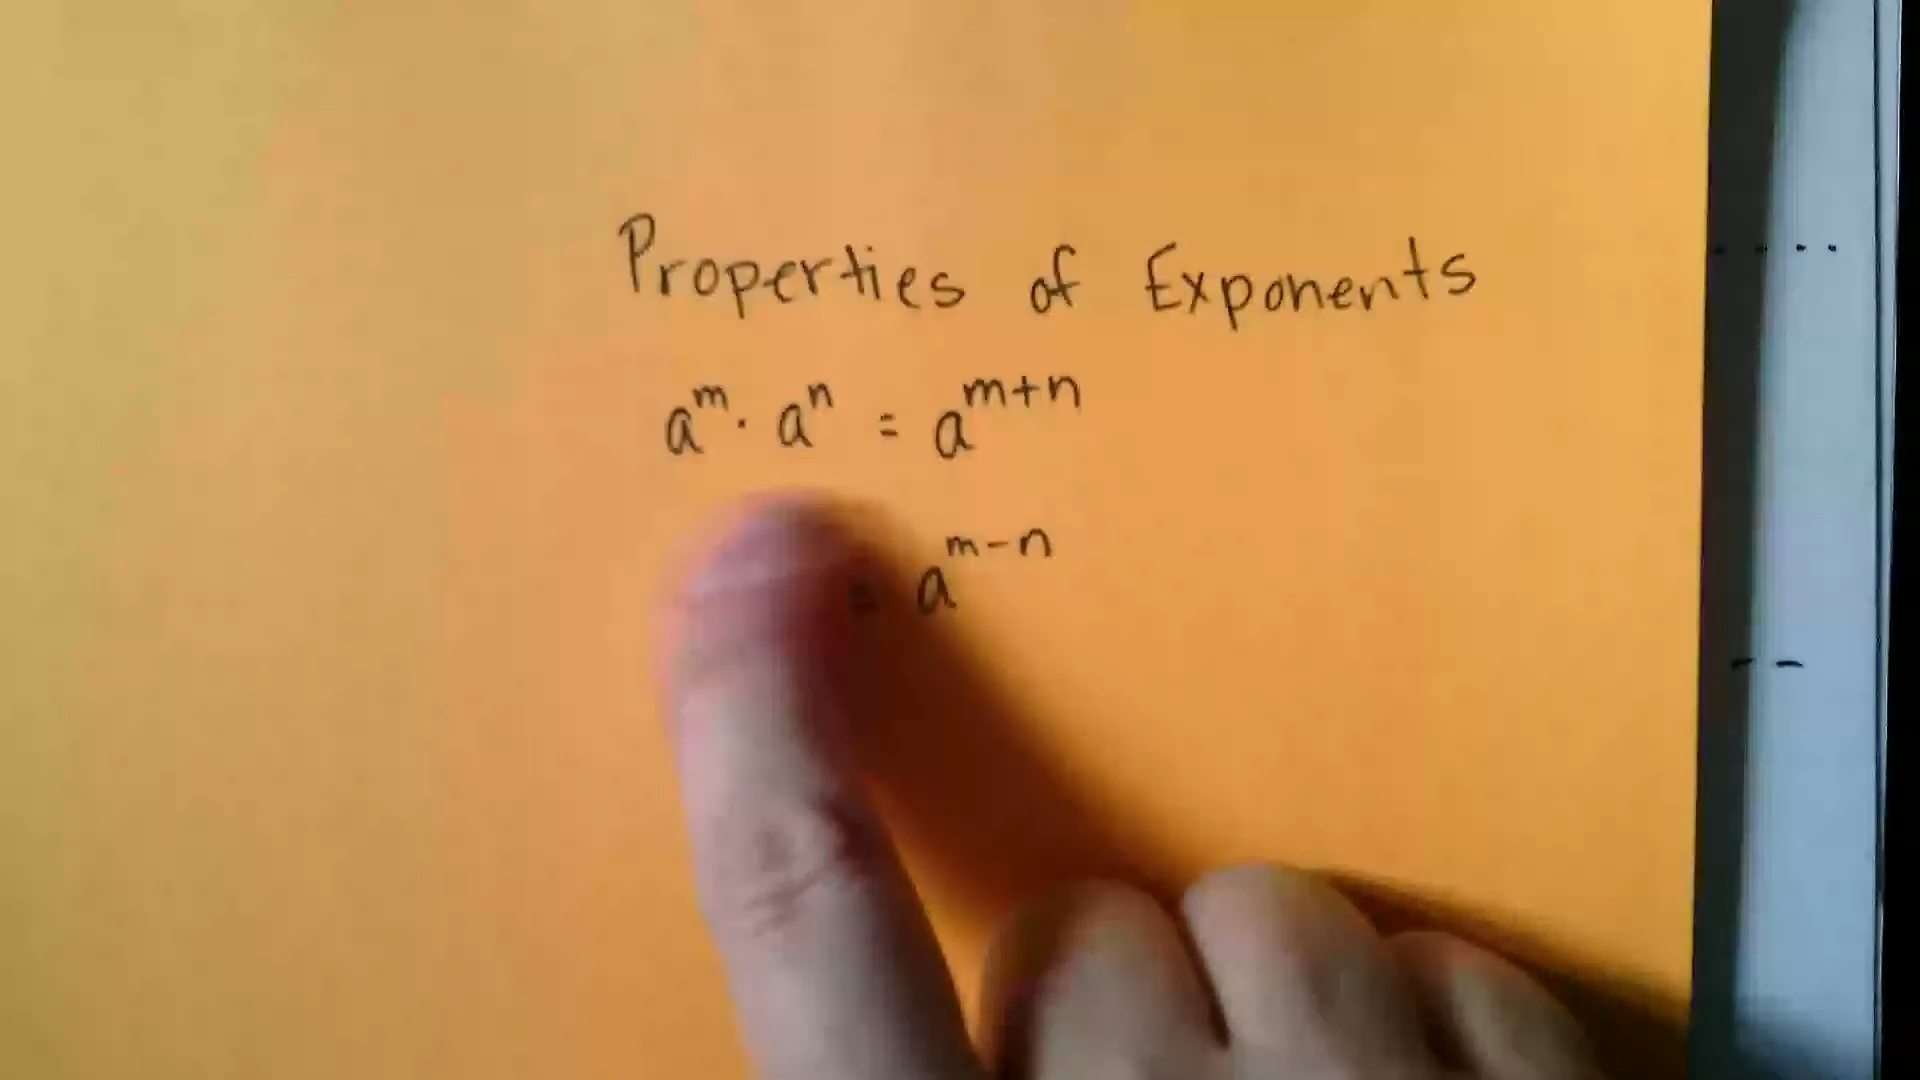 Properties of Exponents
a^m · a^n = a^{m+n}
= a^{m-n}